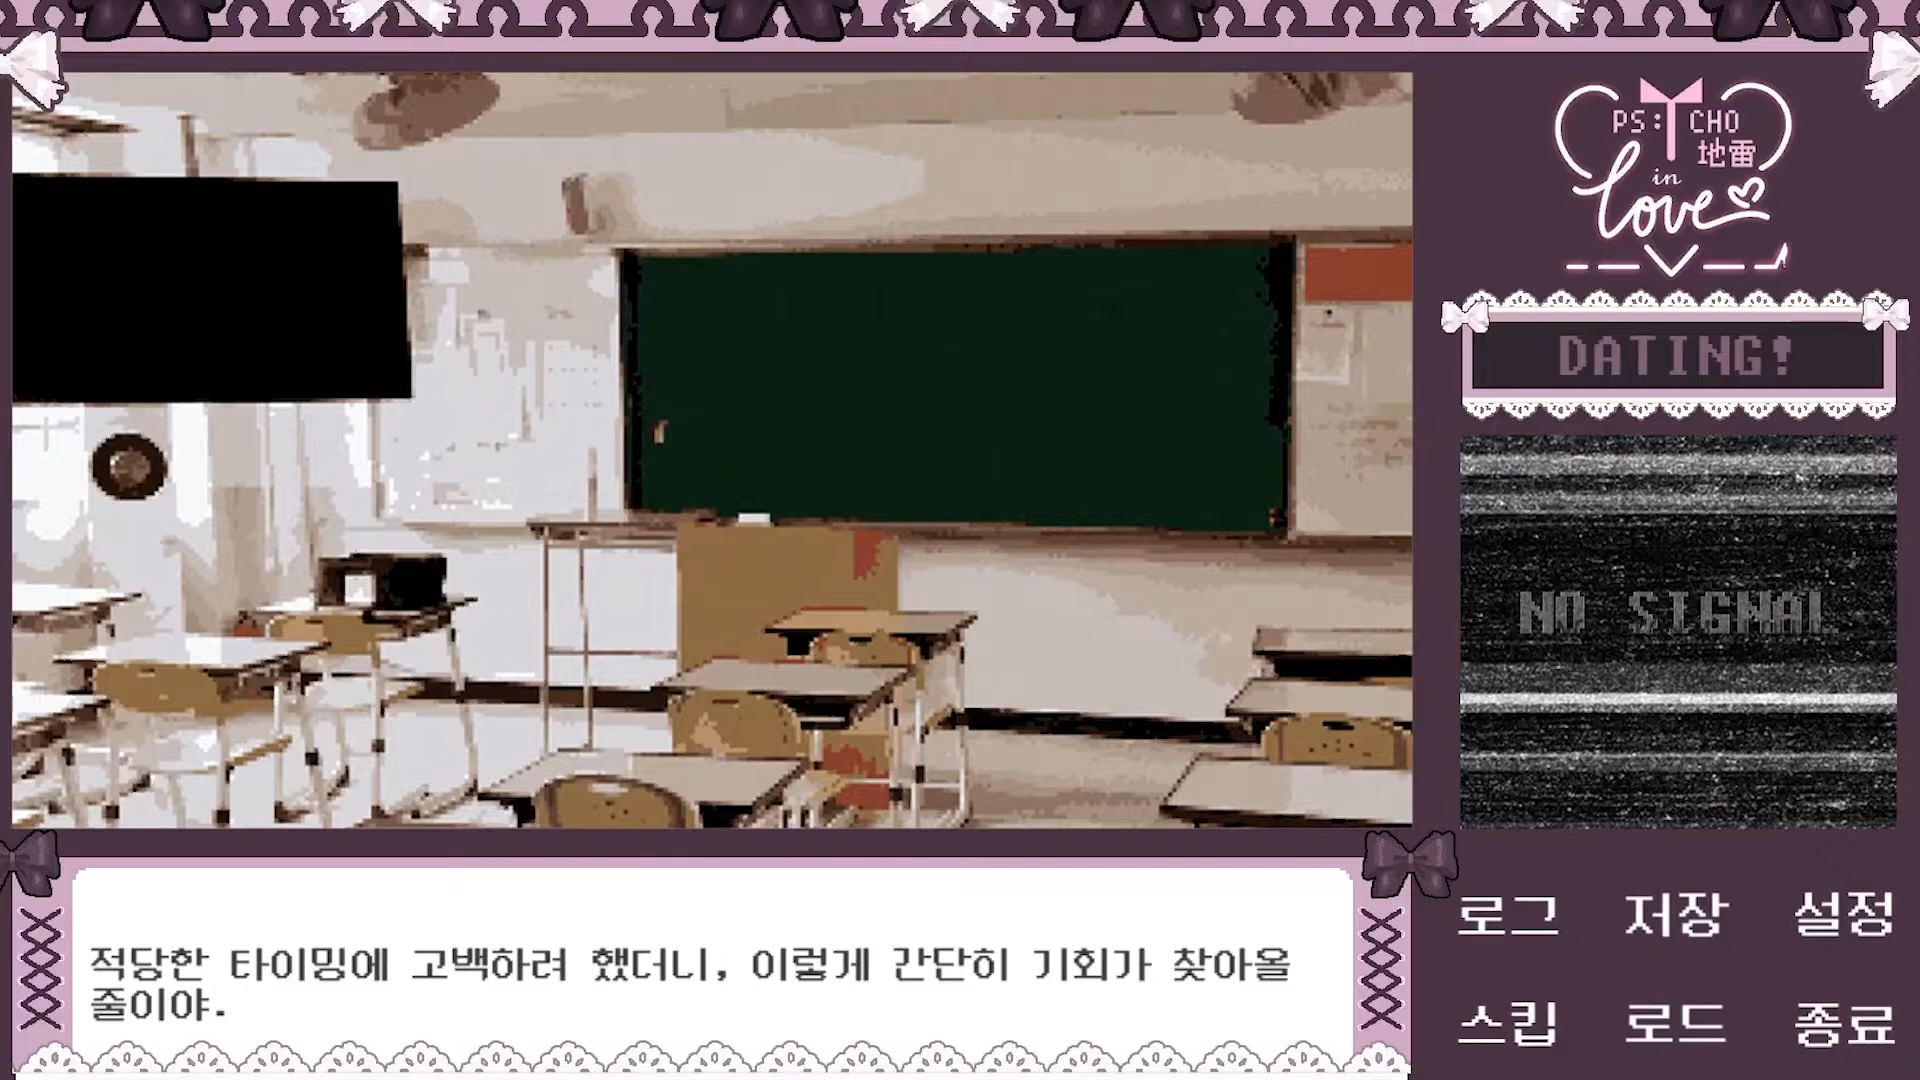 PS:YCHO
地雷
in
love
DATING!
NO SIGNAL
적당한 타이밍에 고백하려 했더니, 이렇게 간단히 기회가 찾아올
줄이야.
로그 저장 설정
스킵 로드 종료